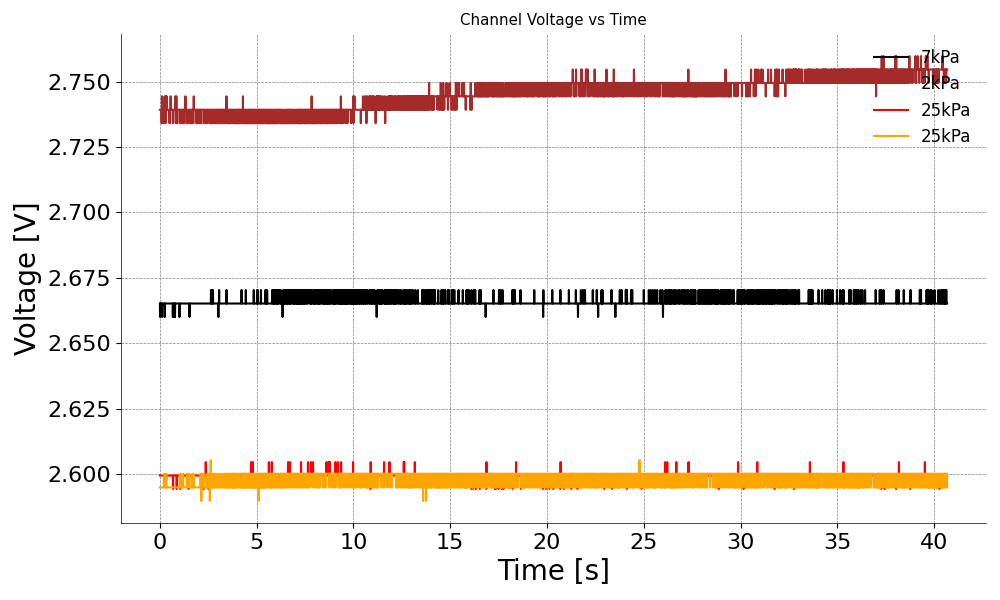 Channel Voltage vs Time
Voltage [V]
2.750
2.725
2.700
2.675
2.650
2.625
2.600
7kPa
2kPa
25kPa
25kPa
0 5 10 15 20 25 30 35 40
Time [s]